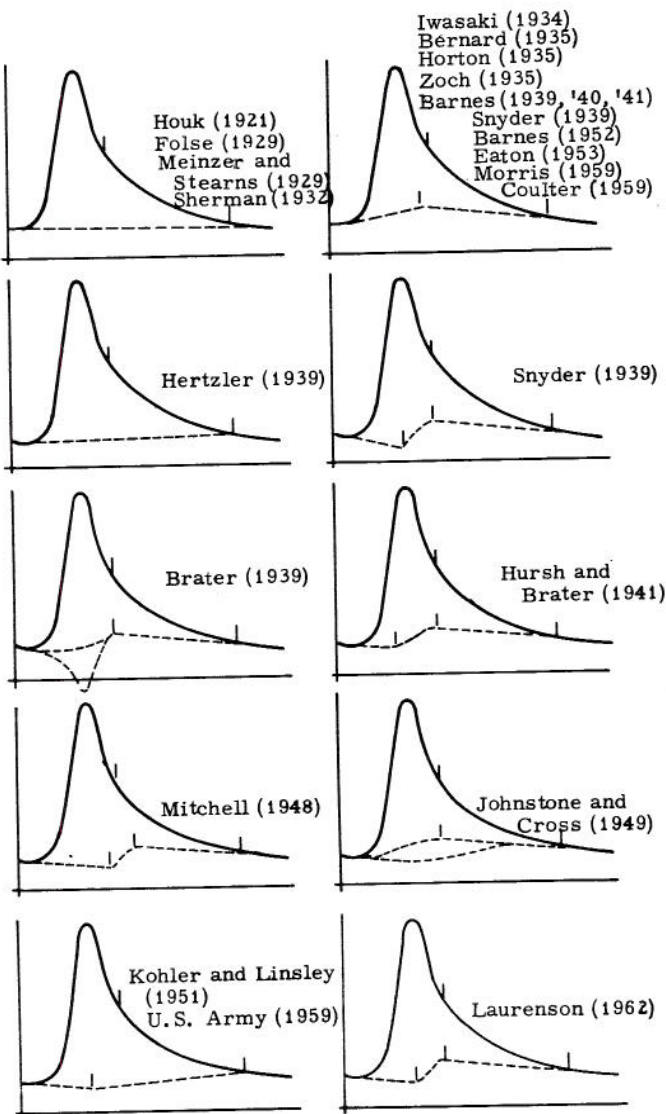 Houk (1921)
Folse (1929)
Meinzer and
Stearns (1929)
Sherman (1932)
Iwasaki (1934)
Bernard (1935)
Horton (1935)
Zoch (1935)
Barnes (1939, '40, '41)
Snyder (1939)
Barnes (1952)
Eaton (1953)
Morris (1959)
Coulter (1959)
Hertzler (1939)
Snyder (1939)
Brater (1939)
Hursh and
Brater (1941)
Mitchell (1948)
Johnstone and
Cross (1949)
Kohler and Linsley
(1951)
U.S. Army (1959)
Laurenson (1962)